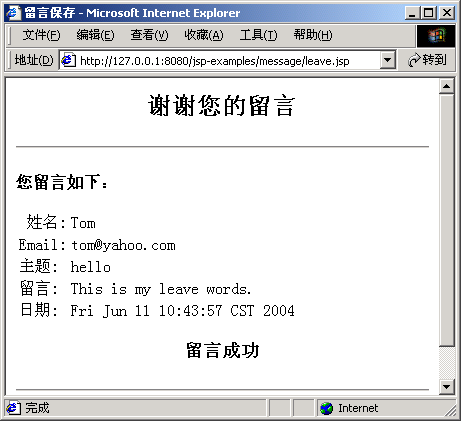 留言保存 - Microsoft Internet Explorer
文件(F) 编辑(E) 查看(V) 收藏(A) 工具(T) 帮助(H)
地址(D) http://127.0.0.1:8080/jsp-examples/message/leave.jsp 转到
谢谢您的留言
您留言如下:
姓名: Tom
Email: tom@yahoo.com
主题: hello
留言: This is my leave words.
日期: Fri Jun 11 10:43:57 CST 2004
留言成功
完成 Internet